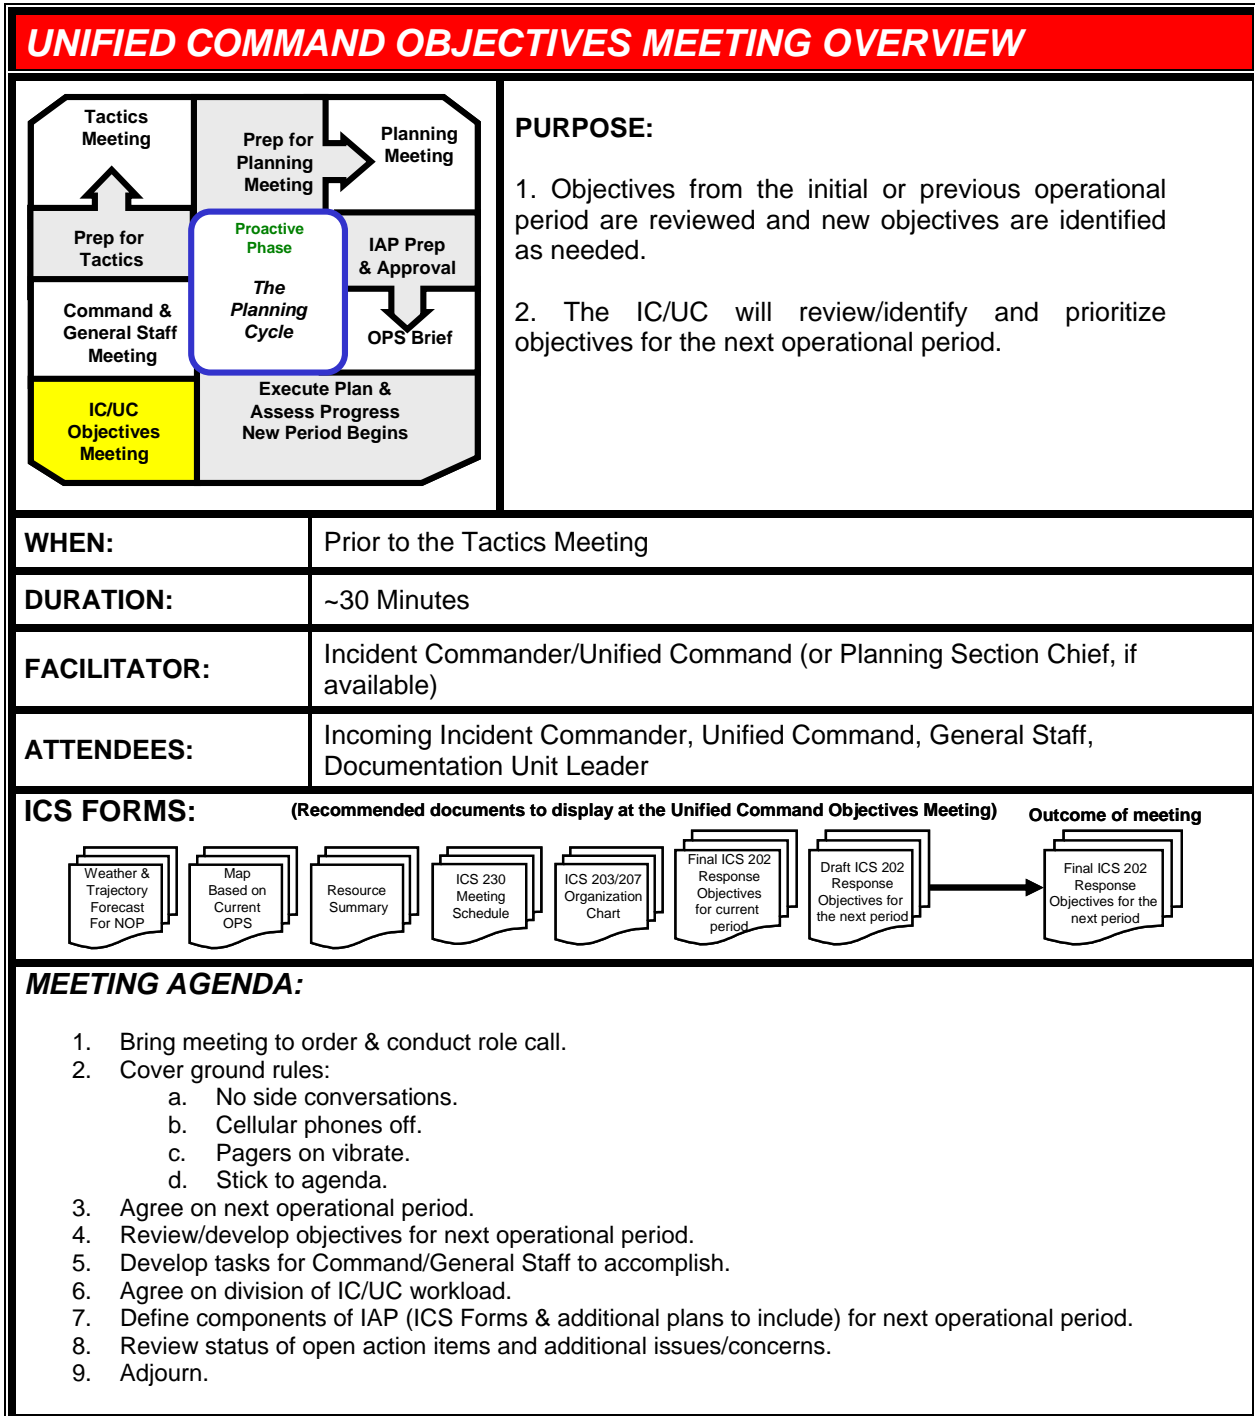 UNIFIED COMMAND OBJECTIVES MEETING OVERVIEW
Tactics
Meeting
Prep for
Planning
Meeting
Planning
Meeting
Prep for
Tactics
Proactive
Phase
The
Planning
Cycle
IAP Prep
& Approval
Command &
General Staff
Meeting
OPS Brief
IC/UC
Objectives
Meeting
Execute Plan &
Assess Progress
New Period Begins
PURPOSE:
1. Objectives from the initial or previous operational
period are reviewed and new objectives are identified
as needed.
2. The IC/UC will review/identify and prioritize
objectives for the next operational period.
WHEN:
Prior to the Tactics Meeting
DURATION:
~30 Minutes
FACILITATOR:
Incident Commander/Unified Command (or Planning Section Chief, if
available)
ATTENDEES:
Incoming Incident Commander, Unified Command, General Staff,
Documentation Unit Leader
ICS FORMS:
(Recommended documents to display at the Unified Command Objectives Meeting)
Outcome of meeting
Weather &
Trajectory
Forecast
For NOP
Map
Based on
Current
OPS
Resource
Summary
ICS 230
Meeting
Schedule
ICS 203/207
Organization
Chart
Final ICS 202
Response
Objectives
for current
period
Draft ICS 202
Response
Objectives for
the next period
Final ICS 202
Response
Objectives for the
next period
MEETING AGENDA:
1. Bring meeting to order & conduct role call.
2. Cover ground rules:
a. No side conversations.
b. Cellular phones off.
c. Pagers on vibrate.
d. Stick to agenda.
3. Agree on next operational period.
4. Review/develop objectives for next operational period.
5. Develop tasks for Command/General Staff to accomplish.
6. Agree on division of IC/UC workload.
7. Define components of IAP (ICS Forms & additional plans to include) for next operational period.
8. Review status of open action items and additional issues/concerns.
9. Adjourn.